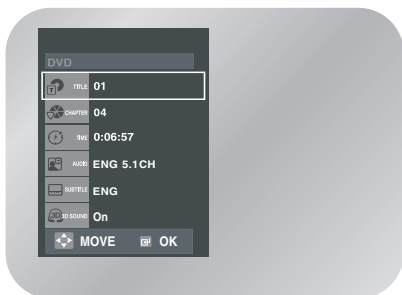 DVD
TITLE 01
CHAPTER 04
TIME 0:06:57
AUDIO ENG 5.1CH
SUBTITLE ENG
3D SOUND On
MOVE OK